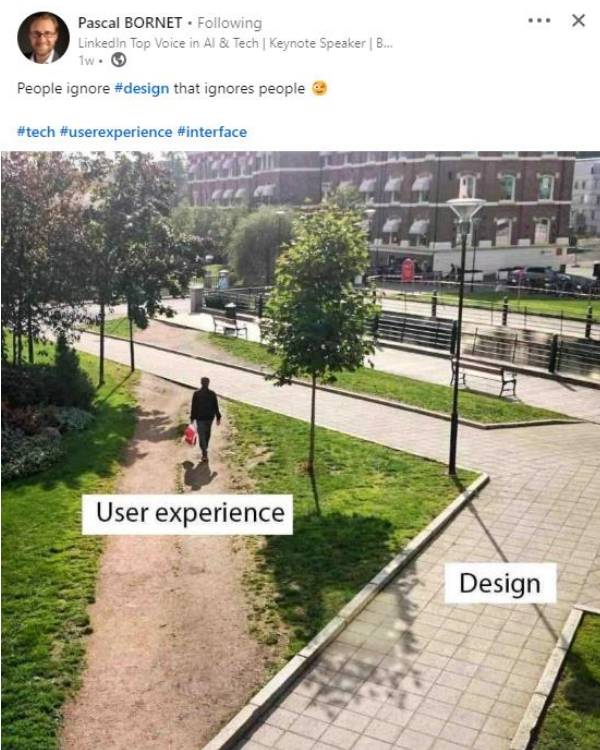 Pascal BORNET • Following
LinkedIn Top Voice in AI & Tech | Keynote Speaker | B...
1w •
People ignore #design that ignores people 😉
#tech #userexperience #interface
User experience
Design